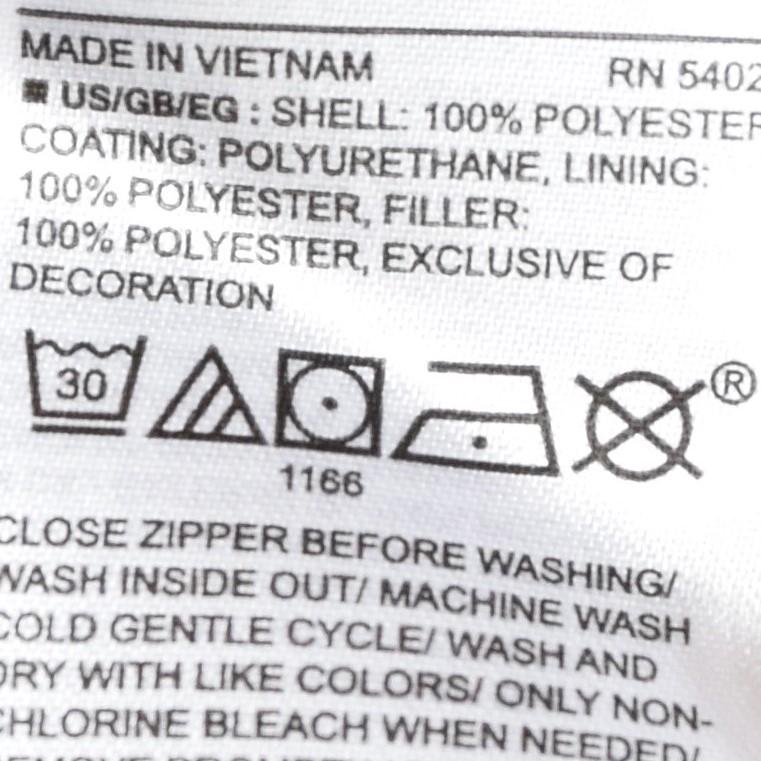 MADE IN VIETNAM RN 5402
US/GB/EG : SHELL: 100% POLYESTER
COATING: POLYURETHANE, LINING:
100% POLYESTER, FILLER:
100% POLYESTER, EXCLUSIVE OF
DECORATION
30
®
1166
CLOSE ZIPPER BEFORE WASHING/
WASH INSIDE OUT/ MACHINE WASH
COLD GENTLE CYCLE/ WASH AND
DRY WITH LIKE COLORS/ ONLY NON-
CHLORINE BLEACH WHEN NEEDED/